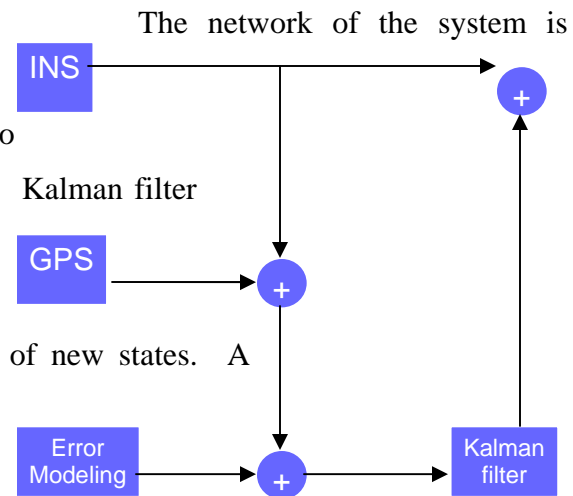 The network of the system is
INS
+
o
Kalman filter
GPS
+
of new states. A
Error
Modeling
+
Kalman
filter